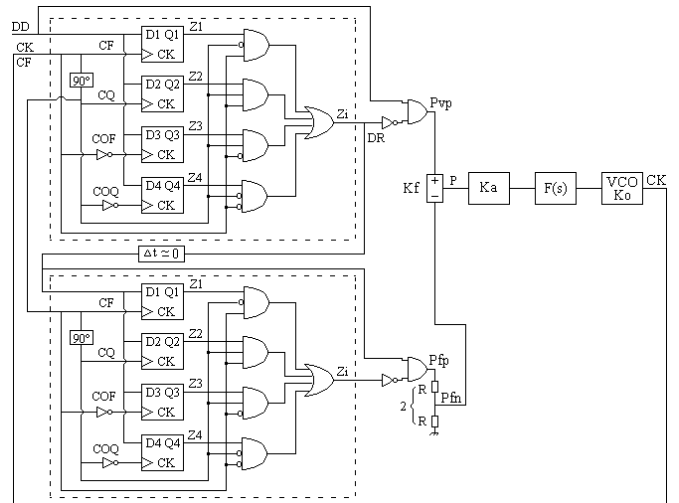 DD
CK
CF
CF
90°
CQ
COF
COQ
D1 Q1
CK
Z1
D2 Q2
CK
Z2
D3 Q3
CK
Z3
D4 Q4
CK
Z4
Zi
DR
Pvp
Kf
+
−
P
Ka
F(s)
VCO
Ko
CK
Δt ≃ 0
CF
90°
CQ
COF
COQ
D1 Q1
CK
Z1
D2 Q2
CK
Z2
D3 Q3
CK
Z3
D4 Q4
CK
Z4
Zi
Pfp
R
Pfn
2
R